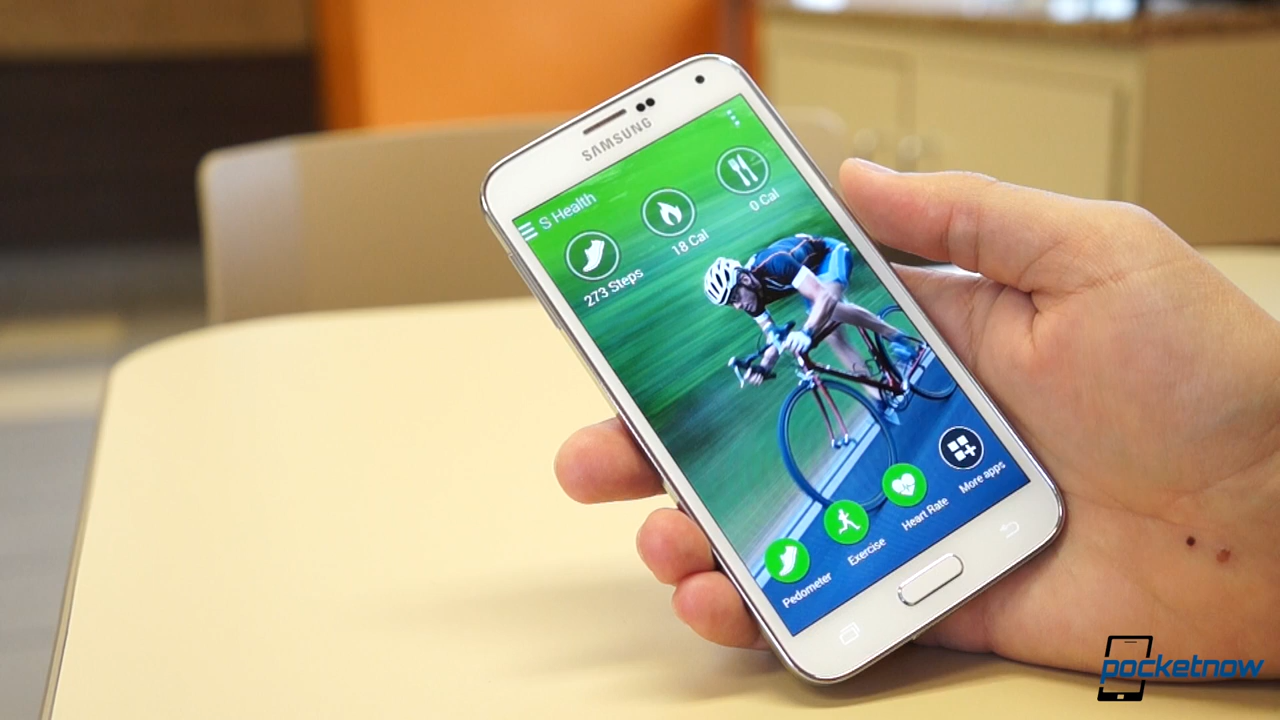 SAMSUNG
S Health
273 Steps
18 Cal
0 Cal
Pedometer
Exercise
Heart Rate
More apps
pocketnow